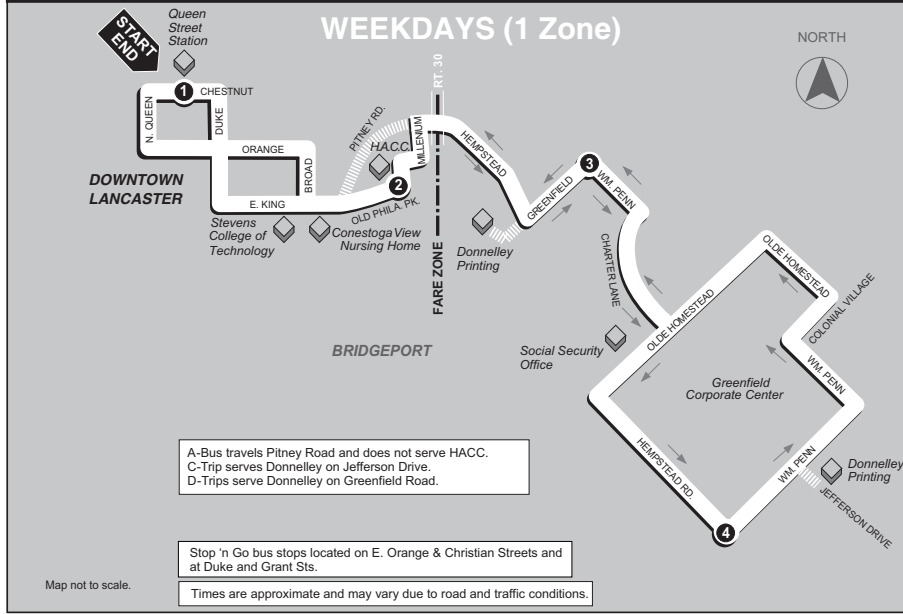 WEEKDAYS (1 Zone)
Queen
Street
Station
START
END
NORTH
RT. 30
1
CHESTNUT
N. QUEEN
DUKE
PITNEY RD.
MILLENIUM
H.A.C.C.
HEMPSTEAD
ORANGE
BROAD
3
GREENFIELD
WM. PENN
DOWNTOWN
LANCASTER
2
E. KING
OLD PHILA. PK.
Stevens
College of
Technology
Conestoga View
Nursing Home
FARE ZONE
Donnelley
Printing
CHARTER LANE
OLDE HOMESTEAD
COLONIAL VILLAGE
OLDE HOMESTEAD
BRIDGEPORT
Social Security
Office
WM. PENN
Greenfield
Corporate Center
HEMPSTEAD RD.
WM. PENN
Donnelley
Printing
JEFFERSON DRIVE
4
A-Bus travels Pitney Road and does not serve HACC.
C-Trip serves Donnelley on Jefferson Drive.
D-Trips serve Donnelley on Greenfield Road.
Stop 'n Go bus stops located on E. Orange & Christian Streets and
at Duke and Grant Sts.
Map not to scale.
Times are approximate and may vary due to road and traffic conditions.